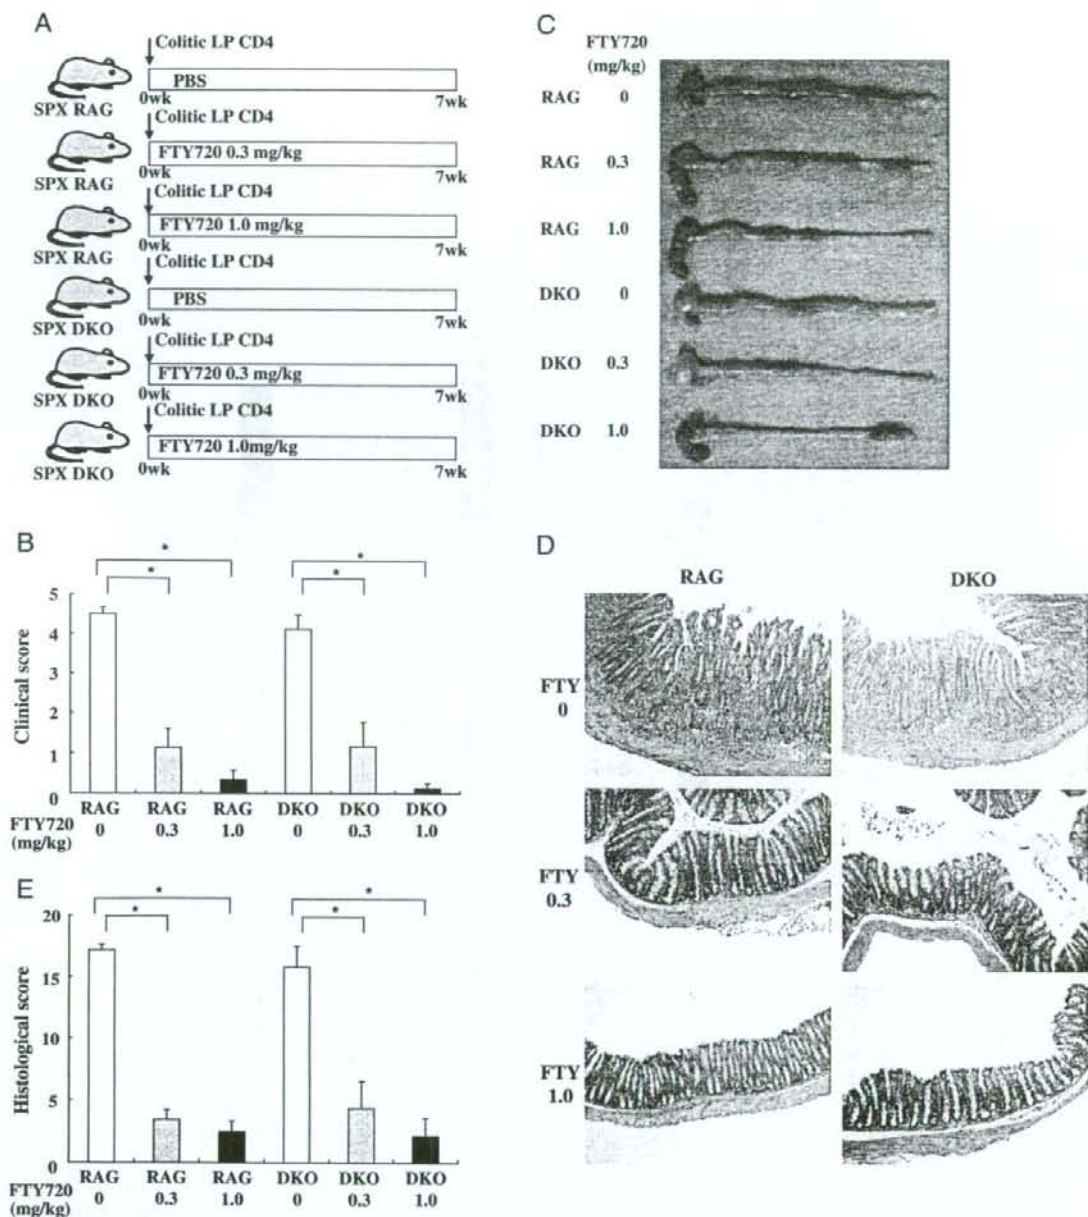 A
Colitic LP CD4
PBS
0wk 7wk
SPX RAG
Colitic LP CD4
FTY720 0.3 mg/kg
0wk 7wk
SPX RAG
Colitic LP CD4
FTY720 1.0 mg/kg
0wk 7wk
SPX RAG
Colitic LP CD4
PBS
0wk 7wk
SPX DKO
Colitic LP CD4
FTY720 0.3 mg/kg
0wk 7wk
SPX DKO
Colitic LP CD4
FTY720 1.0mg/kg
0wk 7wk
SPX DKO
C
FTY720
(mg/kg)
RAG 0
RAG 0.3
RAG 1.0
DKO 0
DKO 0.3
DKO 1.0
B
* * * *
Clinical score
5
4
3
2
1
0
RAG RAG RAG DKO DKO DKO
FTY720 0 0.3 1.0 0 0.3 1.0
(mg/kg)
D
RAG DKO
FTY
0
FTY
0.3
FTY
1.0
E
* * * *
Histological score
20
15
10
5
0
RAG RAG RAG DKO DKO DKO
FTY720 0 0.3 1.0 0 0.3 1.0
(mg/kg)